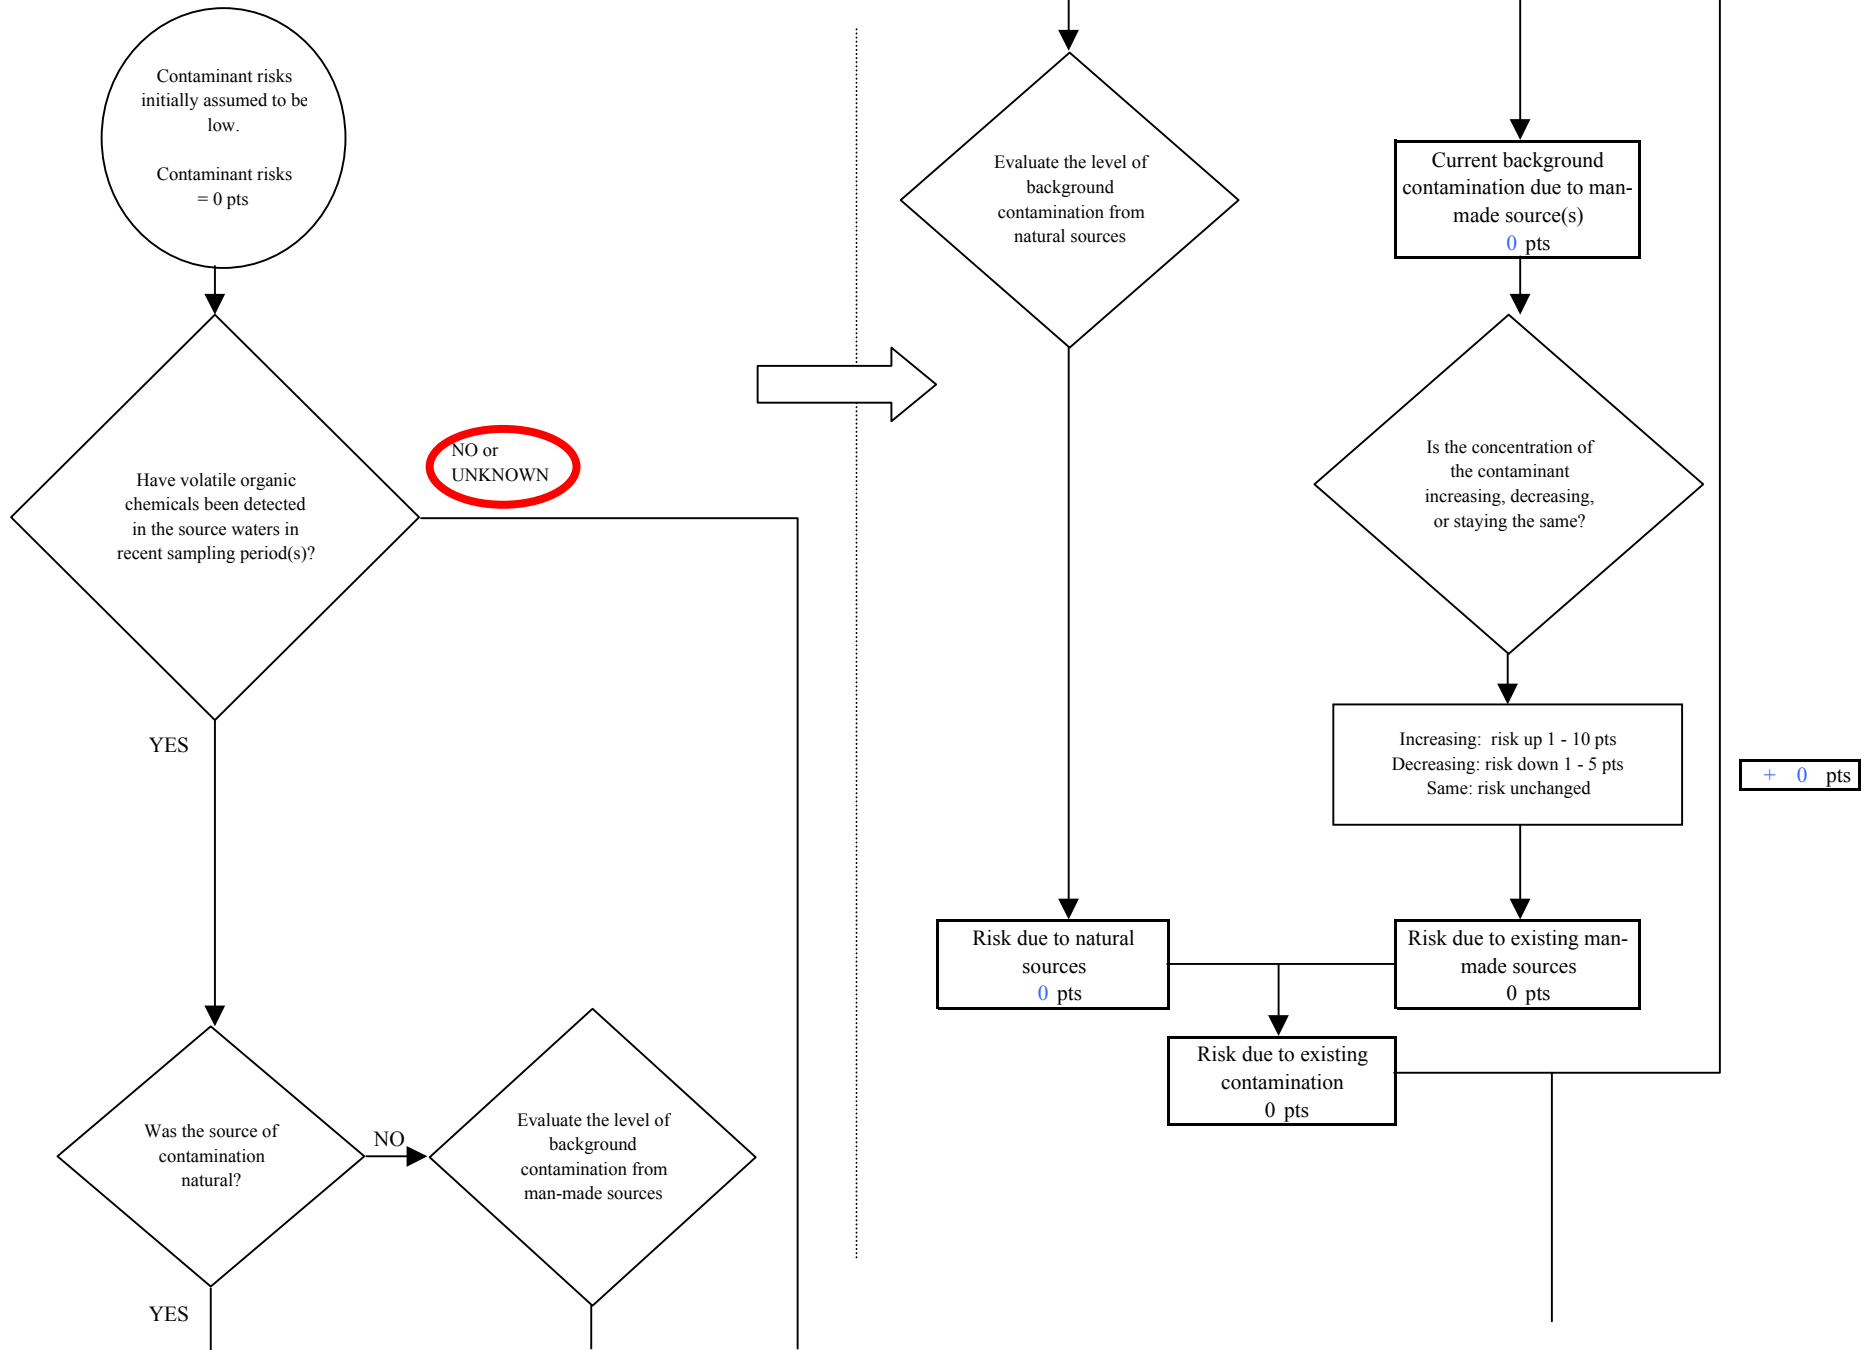 Contaminant risks
initially assumed to be
low.
Contaminant risks
= 0 pts
Have volatile organic
chemicals been detected
in the source waters in
recent sampling period(s)?
NO or
UNKNOWN
YES
Was the source of
contamination
natural?
NO
Evaluate the level of
background
contamination from
man-made sources
YES
Evaluate the level of
background
contamination from
natural sources
Current background
contamination due to man-
made source(s)
0 pts
Is the concentration of
the contaminant
increasing, decreasing,
or staying the same?
Increasing: risk up 1 - 10 pts
Decreasing: risk down 1 - 5 pts
Same: risk unchanged
+ 0 pts
Risk due to natural
sources
0 pts
Risk due to existing man-
made sources
0 pts
Risk due to existing
contamination
0 pts